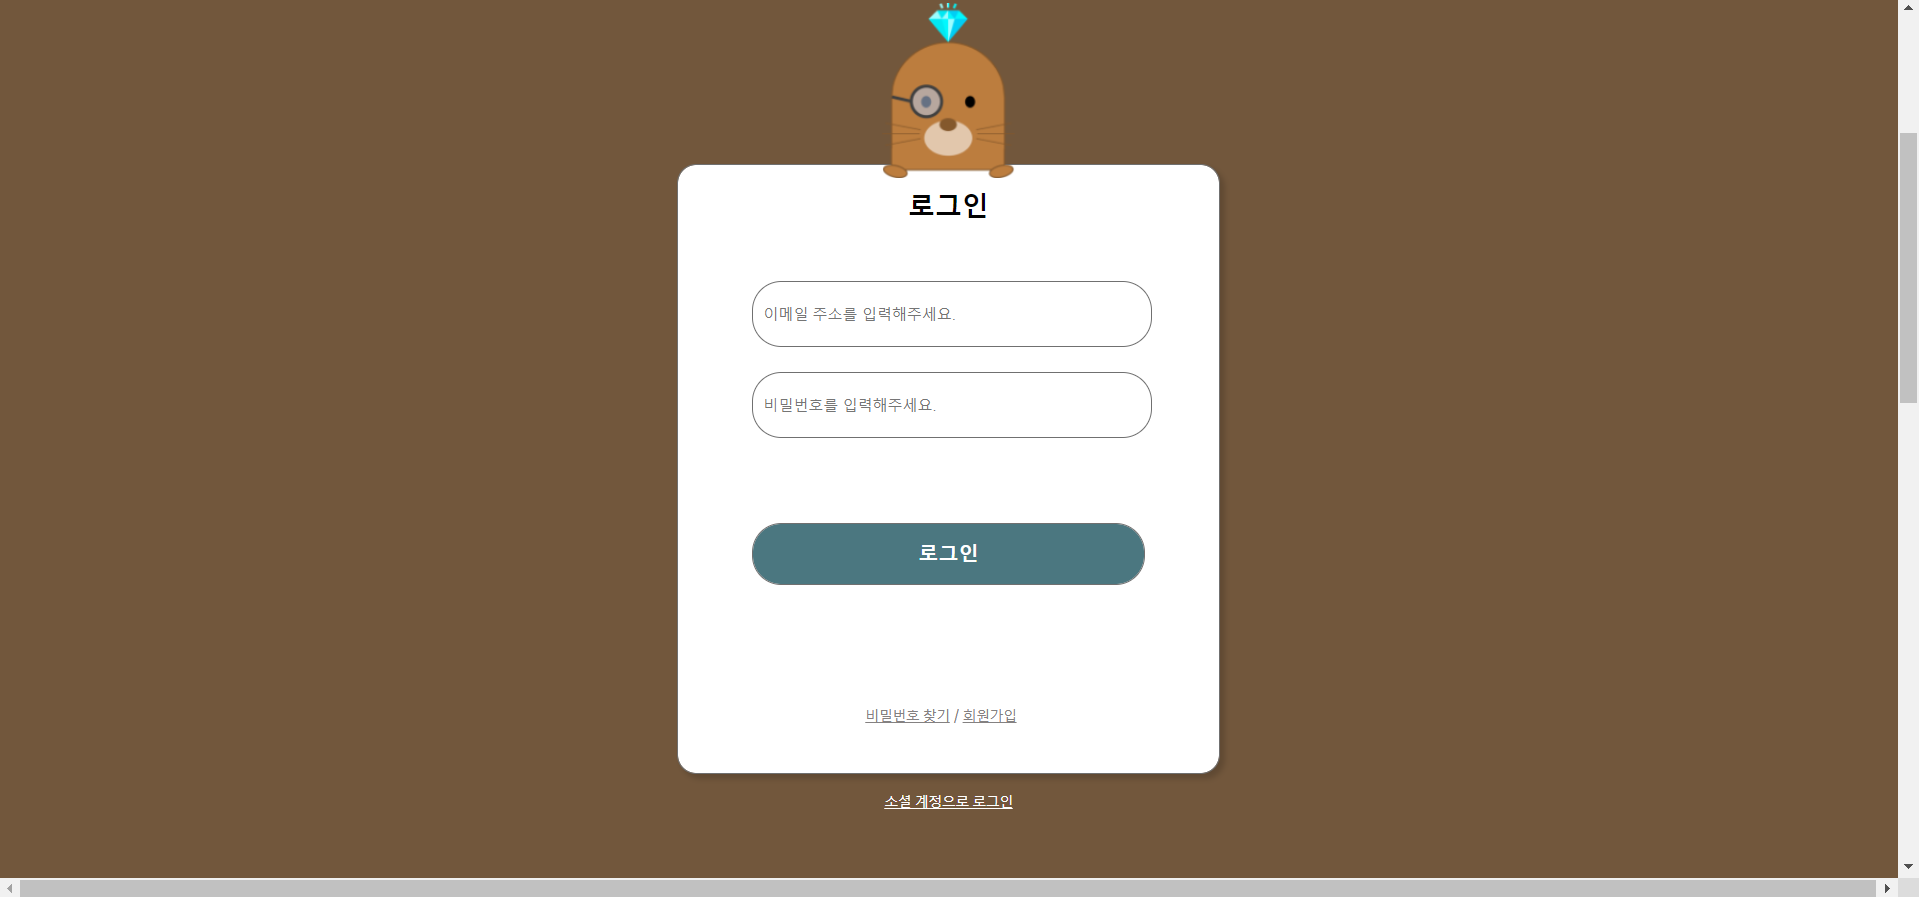 로그인
이메일 주소를 입력해주세요.
비밀번호를 입력해주세요.
로그인
비밀번호 찾기 / 회원가입
소셜 계정으로 로그인